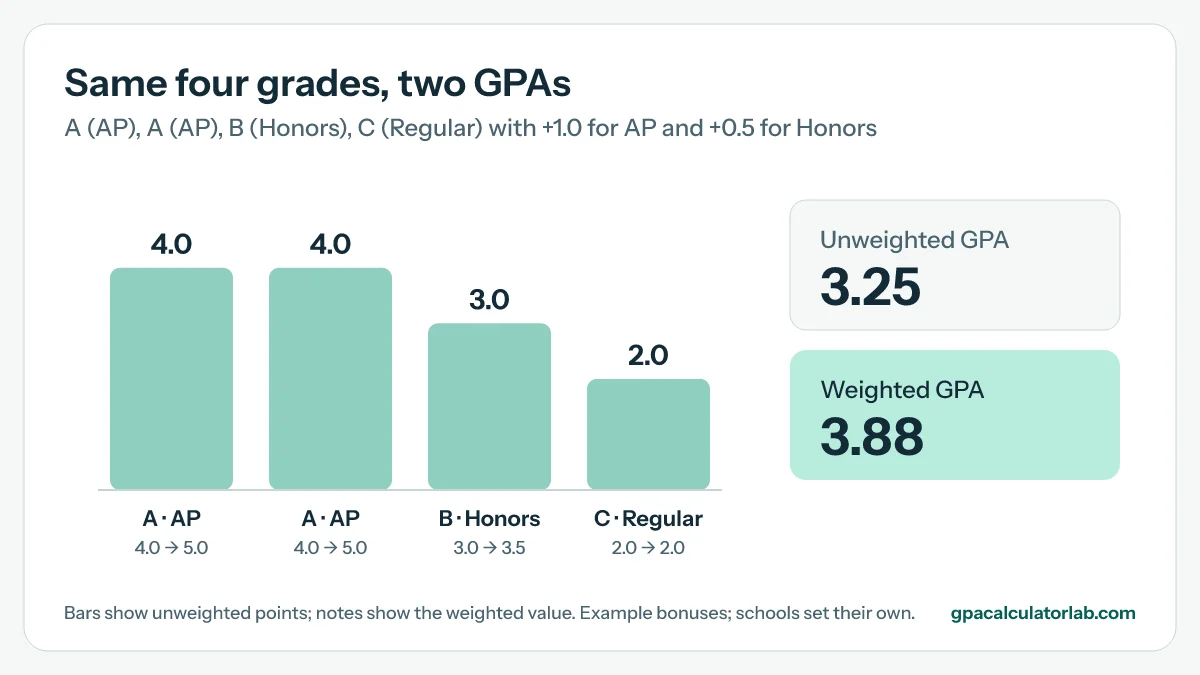 Same four grades, two GPAs
A (AP), A (AP), B (Honors), C (Regular) with +1.0 for AP and +0.5 for Honors
4.0
4.0
3.0
2.0
A · AP
4.0 → 5.0
A · AP
4.0 → 5.0
B · Honors
3.0 → 3.5
C · Regular
2.0 → 2.0
Unweighted GPA
3.25
Weighted GPA
3.88
Bars show unweighted points; notes show the weighted value. Example bonuses; schools set their own.
gpacalculatorlab.com